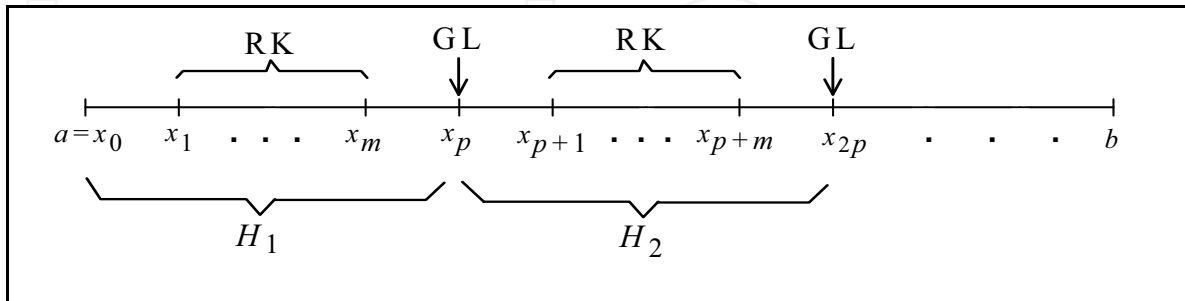 RK GL RK GL
a = x0 x1 . . . xm xp xp+1 . . . xp+m x2p . . . b
H1 H2